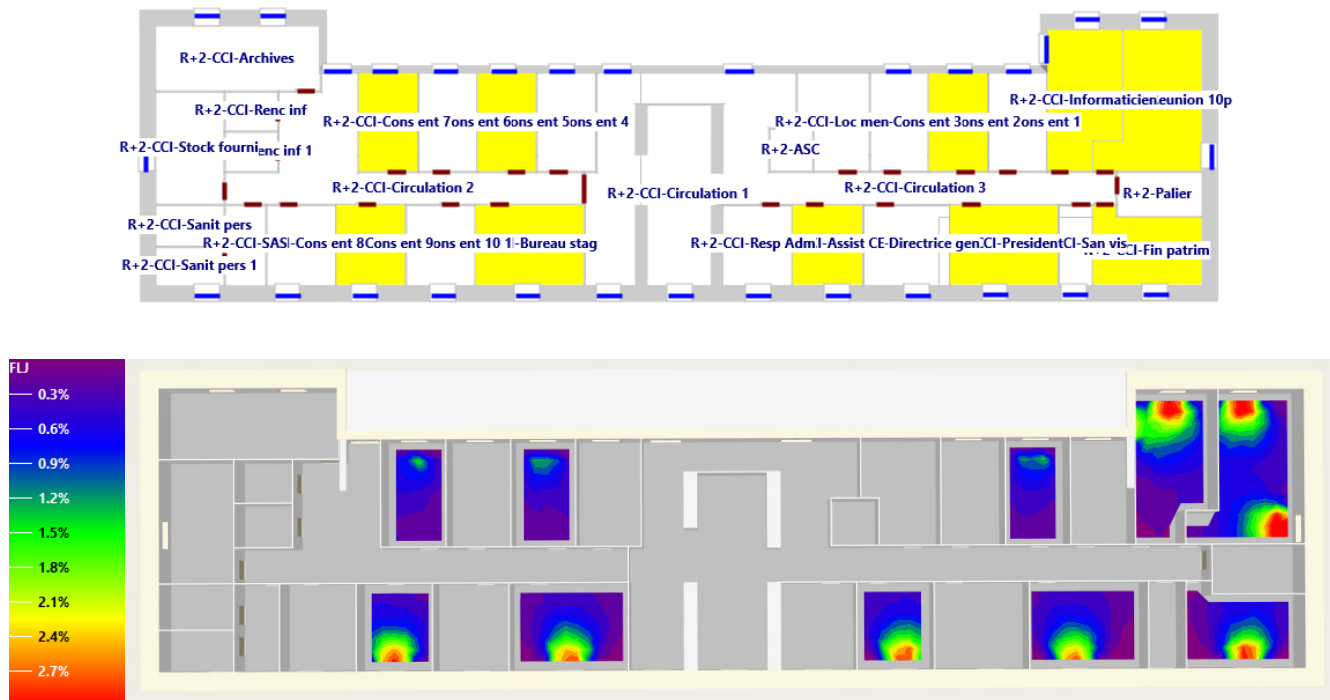 R+2-CCI-Archives
R+2-CCI-Renc inf
R+2-CCI-Cons ent 7ons ent 6ons ent 5ons ent 4
R+2-CCI-Loc men-Cons ent 3ons ent 2ons ent 1
R+2-CCI-Informaticieneunion 10p
R+2-CCI-Stock fournienc inf 1
R+2-ASC
R+2-CCI-Circulation 2
R+2-CCI-Circulation 1
R+2-CCI-Circulation 3
R+2-Palier
R+2-CCI-Sanit pers
R+2-CCI-SASI-Cons ent 8Cons ent 9ons ent 10 1I-Bureau stag
R+2-CCI-Resp AdmI-Assist CE-Directrice genCCI-PresidentCI-San vis
R+2-CCI-Fin patrim
R+2-CCI-Sanit pers 1
FLJ
0.3%
0.6%
0.9%
1.2%
1.5%
1.8%
2.1%
2.4%
2.7%